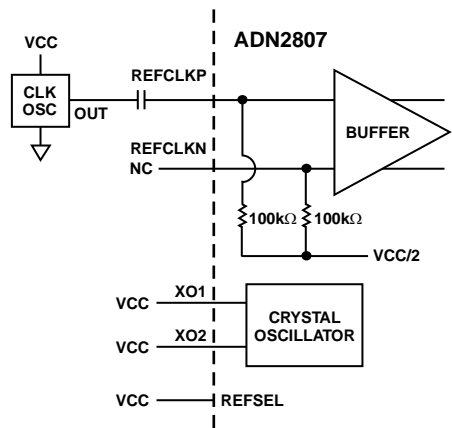 ADN2807
VCC
REFCLKP
CLK
OSC
OUT
BUFFER
REFCLKN
NC
100kΩ
100kΩ
VCC/2
VCC
XO1
CRYSTAL
OSCILLATOR
VCC
XO2
VCC
REFSEL